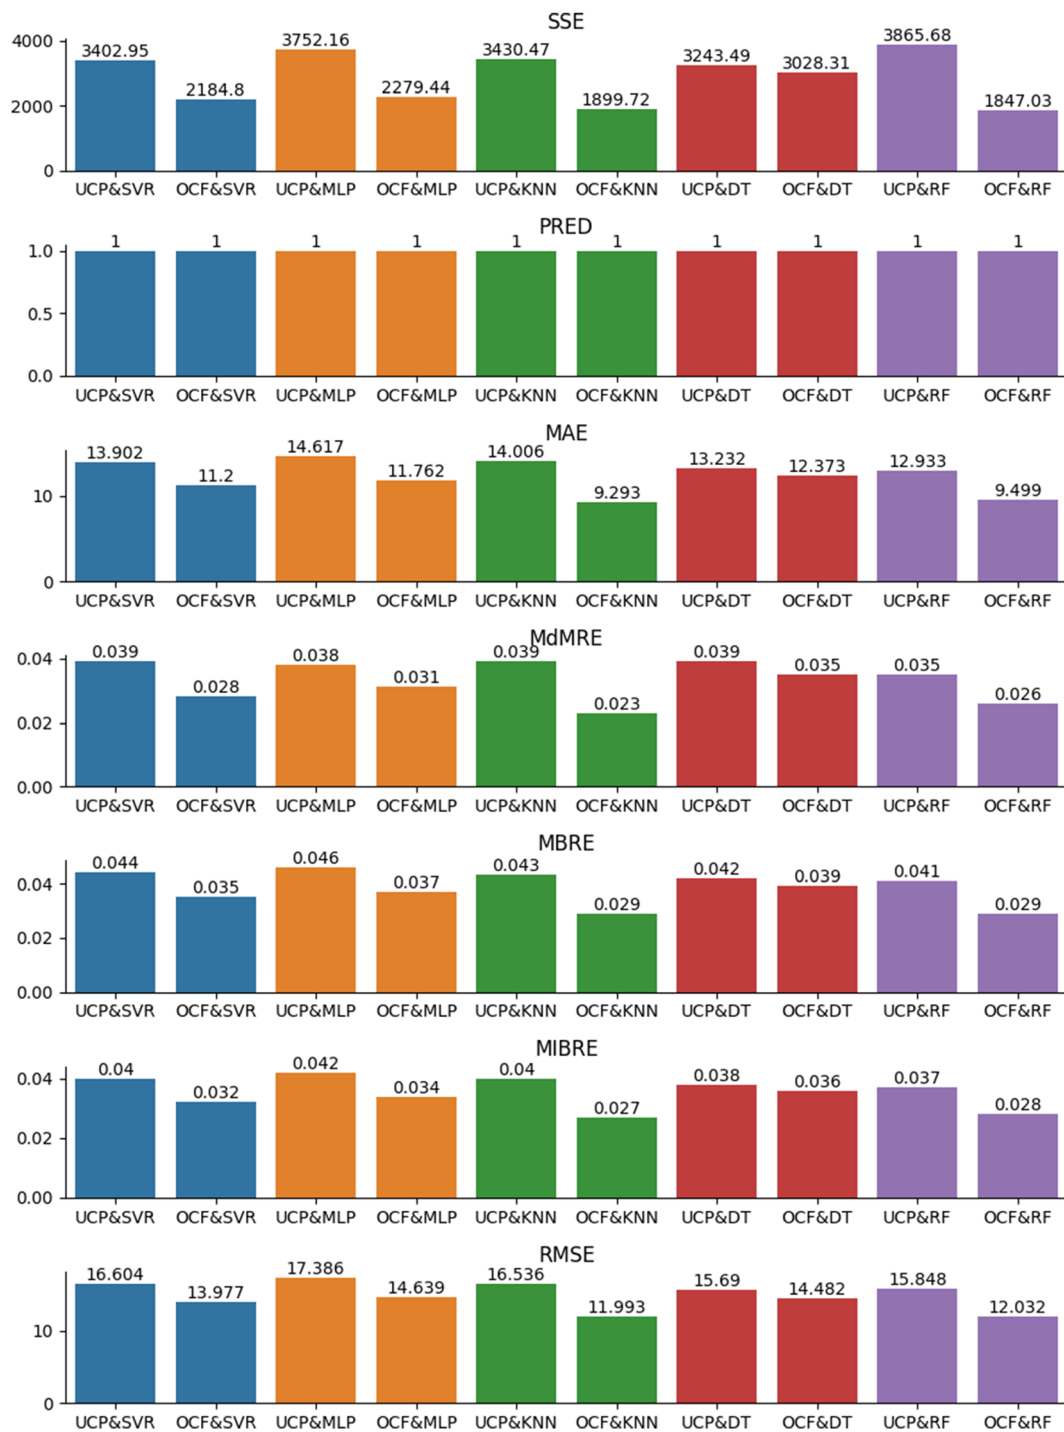 SSE
4000
2000
0
3402.95 2184.8 3752.16 2279.44 3430.47 1899.72 3243.49 3028.31 3865.68 1847.03
UCP&SVR OCF&SVR UCP&MLP OCF&MLP UCP&KNN OCF&KNN UCP&DT OCF&DT UCP&RF OCF&RF
PRED
1.0
0.5
0.0
1 1 1 1 1 1 1 1 1 1
UCP&SVR OCF&SVR UCP&MLP OCF&MLP UCP&KNN OCF&KNN UCP&DT OCF&DT UCP&RF OCF&RF
MAE
10
0
13.902 11.2 14.617 11.762 14.006 9.293 13.232 12.373 12.933 9.499
UCP&SVR OCF&SVR UCP&MLP OCF&MLP UCP&KNN OCF&KNN UCP&DT OCF&DT UCP&RF OCF&RF
MdMRE
0.04
0.02
0.00
0.039 0.028 0.038 0.031 0.039 0.023 0.039 0.035 0.035 0.026
UCP&SVR OCF&SVR UCP&MLP OCF&MLP UCP&KNN OCF&KNN UCP&DT OCF&DT UCP&RF OCF&RF
MBRE
0.04
0.02
0.00
0.044 0.035 0.046 0.037 0.043 0.029 0.042 0.039 0.041 0.029
UCP&SVR OCF&SVR UCP&MLP OCF&MLP UCP&KNN OCF&KNN UCP&DT OCF&DT UCP&RF OCF&RF
MIBRE
0.04
0.02
0.00
0.04 0.032 0.042 0.034 0.04 0.027 0.038 0.036 0.037 0.028
UCP&SVR OCF&SVR UCP&MLP OCF&MLP UCP&KNN OCF&KNN UCP&DT OCF&DT UCP&RF OCF&RF
RMSE
10
0
16.604 13.977 17.386 14.639 16.536 11.993 15.69 14.482 15.848 12.032
UCP&SVR OCF&SVR UCP&MLP OCF&MLP UCP&KNN OCF&KNN UCP&DT OCF&DT UCP&RF OCF&RF